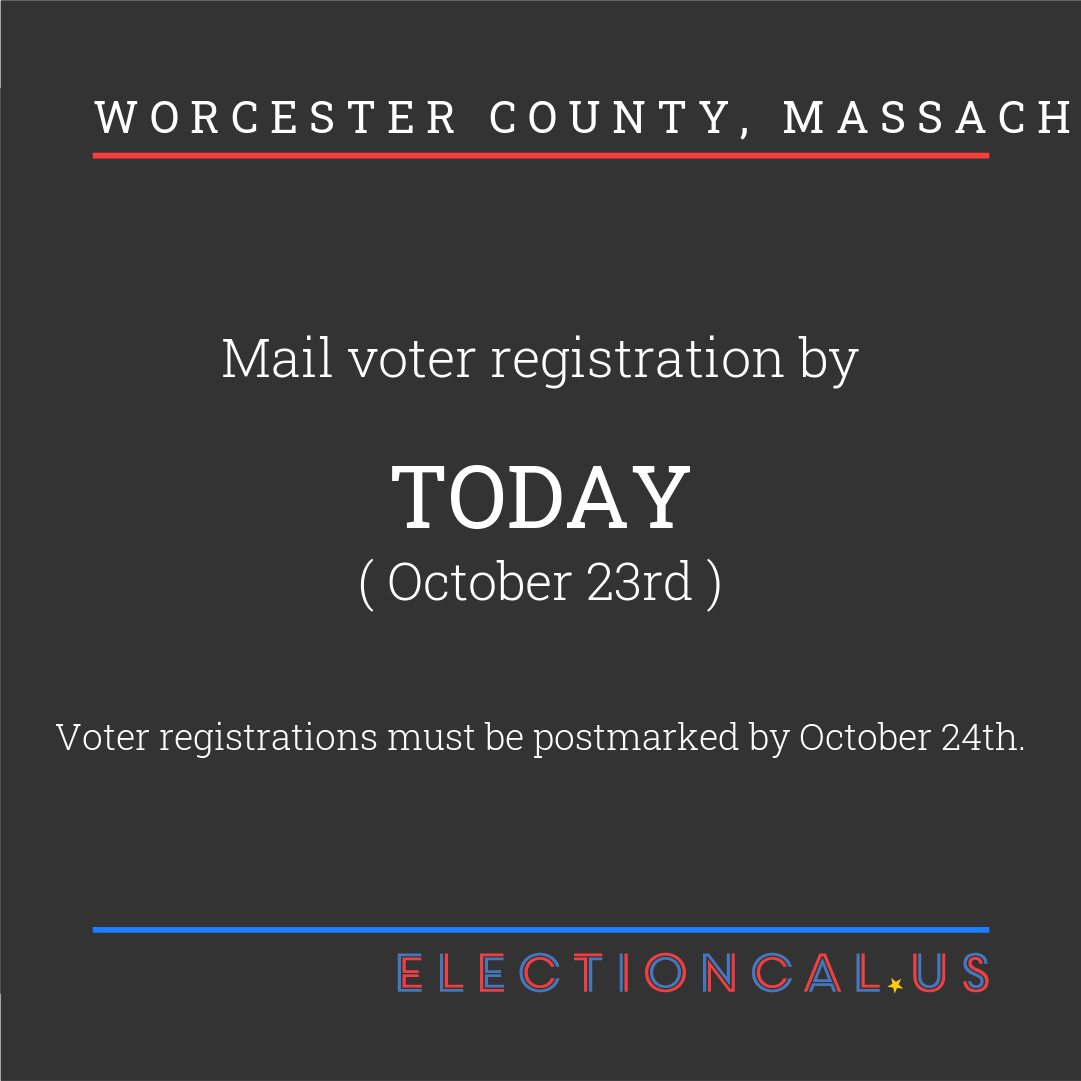 WORCESTER COUNTY, MASSACH
Mail voter registration by
TODAY
( October 23rd )
Voter registrations must be postmarked by October 24th.
ELECTIONCAL.US